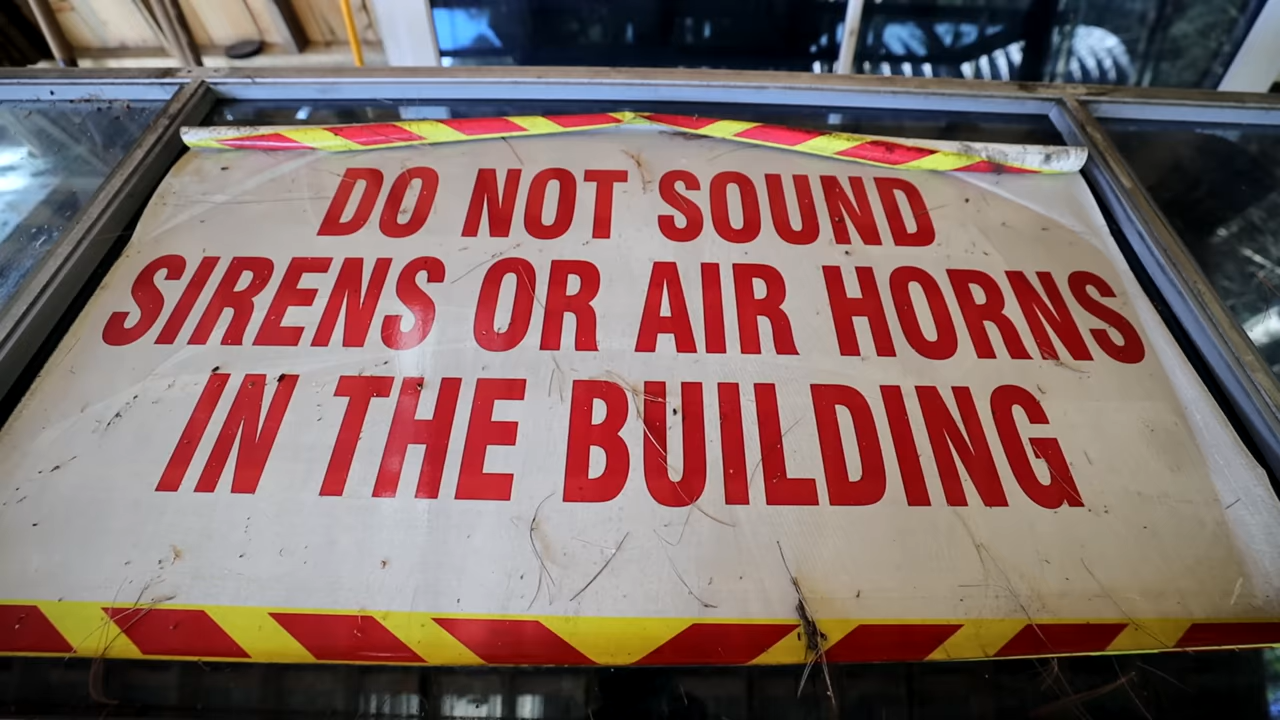 DO NOT SOUND
SIRENS OR AIR HORNS
IN THE BUILDING